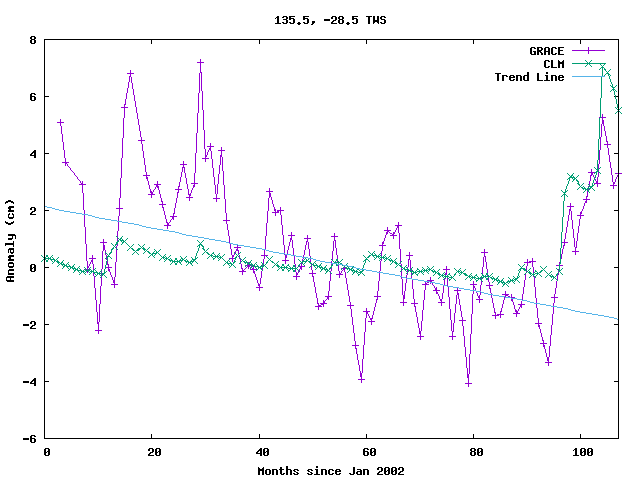 135.5, -28.5 TWS
GRACE
CLM
Trend Line
8
6
4
2
0
-2
-4
-6
Anomaly (cm)
0 20 40 60 80 100
Months since Jan 2002